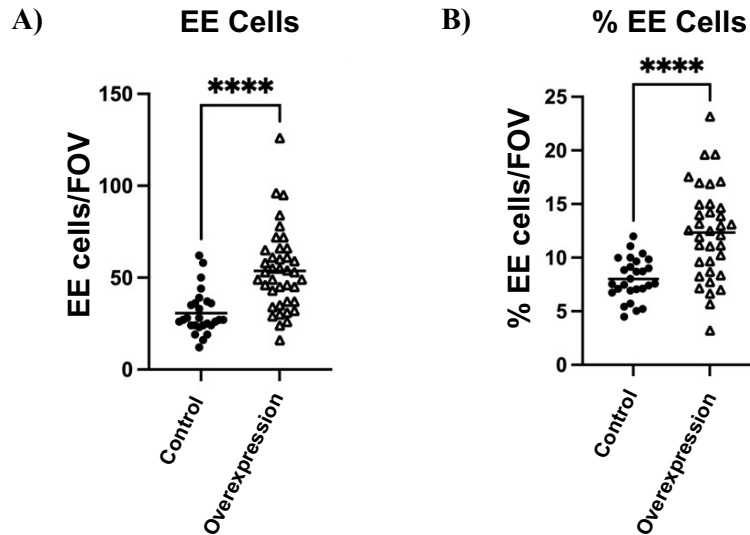 A)
EE Cells
****
EE cells/FOV
150
100
50
0
Control
Overexpression
B)
% EE Cells
****
% EE cells/FOV
25
20
15
10
5
0
Control
Overexpression